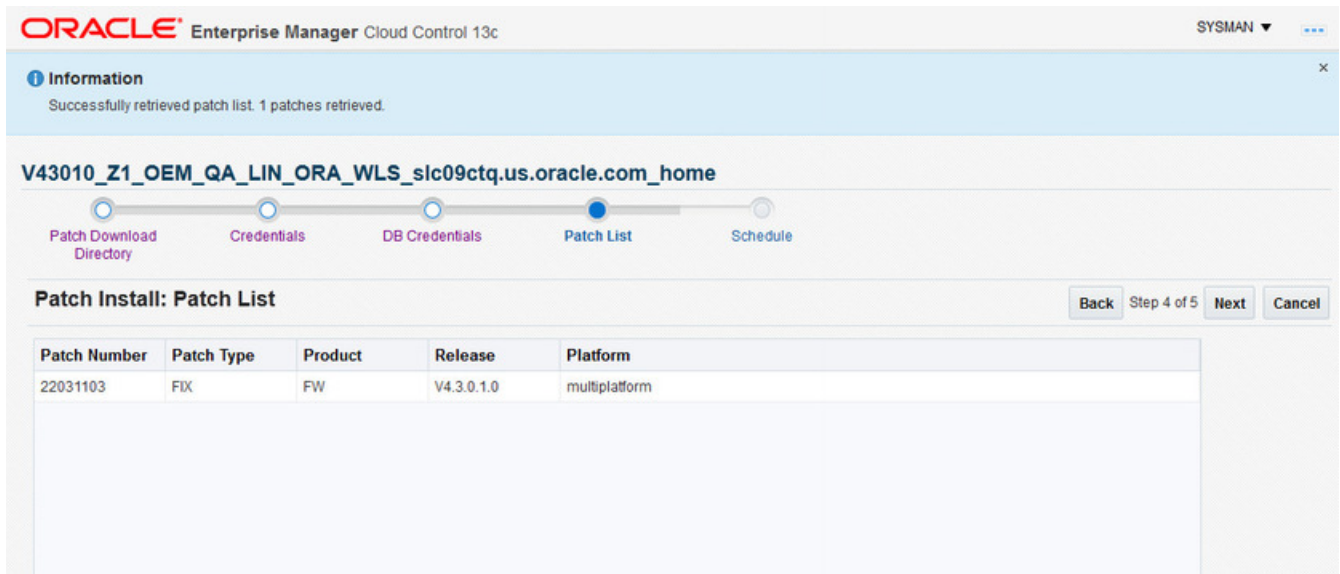 ORACLE Enterprise Manager Cloud Control 13c SYSMAN
Information
Successfully retrieved patch list. 1 patches retrieved.
V43010_Z1_OEM_QA_LIN_ORA_WLS_slc09ctq.us.oracle.com_home
Patch Download Directory
Credentials
DB Credentials
Patch List
Schedule
Patch Install: Patch List
Back Step 4 of 5 Next Cancel
Patch Number Patch Type Product Release Platform
22031103 FIX FW V4.3.0.1.0 multiplatform